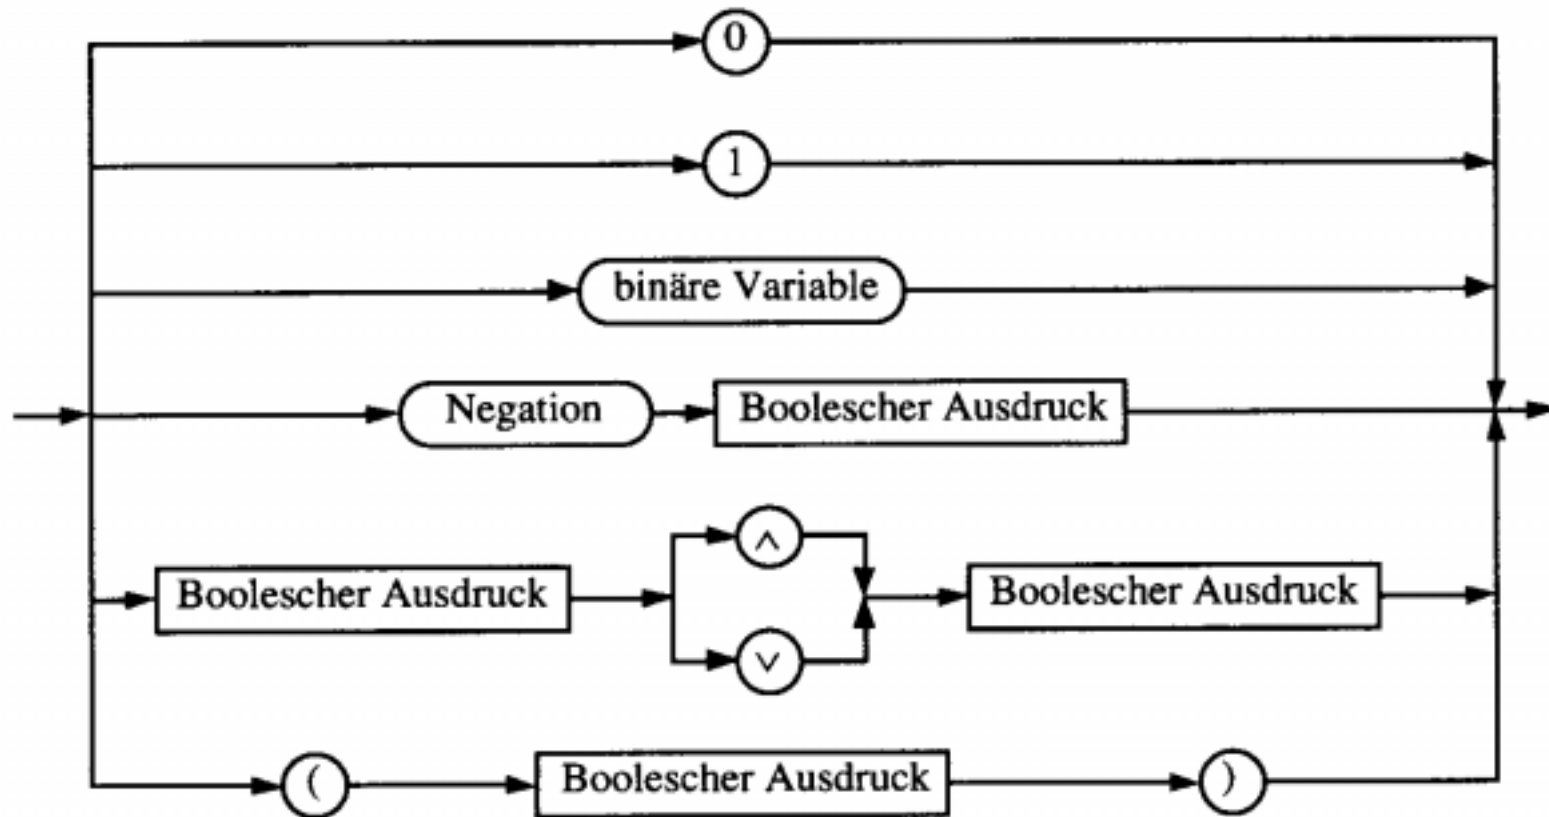 0
1
binäre Variable
Negation Boolescher Ausdruck
∧
Boolescher Ausdruck Boolescher Ausdruck
∨
( Boolescher Ausdruck )